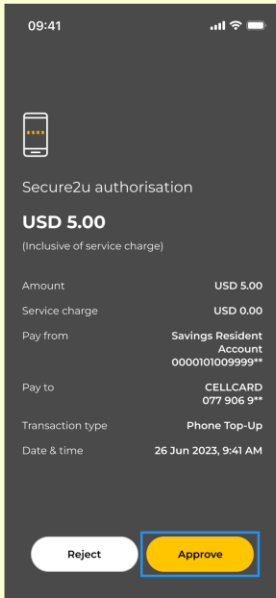 09:41
****
Secure2u authorisation
USD 5.00
(Inclusive of service charge)
Amount USD 5.00
Service charge USD 0.00
Pay from Savings Resident
Account
0000101009999**
Pay to CELLCARD
077 906 9**
Transaction type Phone Top-Up
Date & time 26 Jun 2023, 9:41 AM
Reject Approve